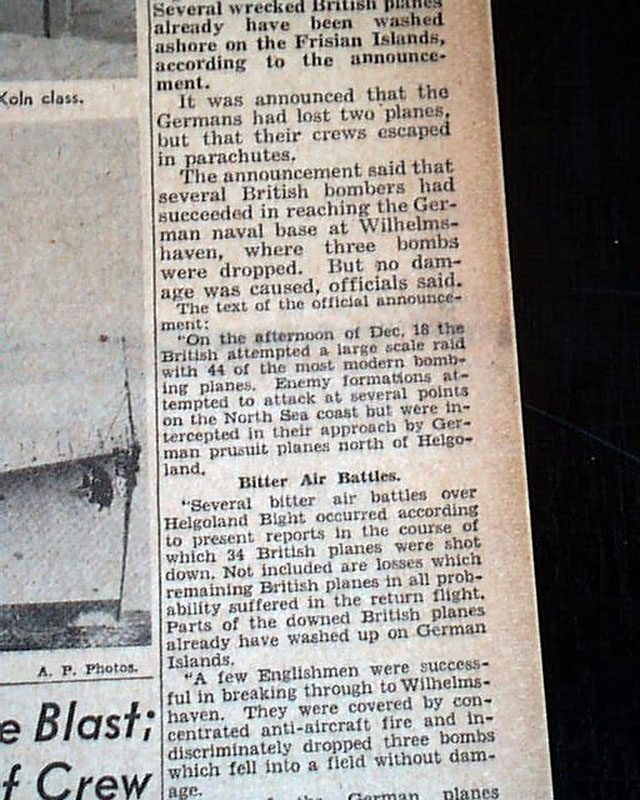 Koln class.
A. P. Photos.
e Blast;
f Crew
Several wrecked British planes
already have been washed
ashore on the Frisian Islands,
according to the announce-
ment.
It was announced that the
Germans had lost two planes,
but that their crews escaped
in parachutes.
The announcement said that
several British bombers had
succeeded in reaching the Ger-
man naval base at Wilhelms-
haven, where three bombs
were dropped. But no dam-
age was caused, officials said.
The text of the official announce-
ment:
"On the afternoon of Dec. 18 the
British attempted a large scale raid
with 44 of the most modern bomb-
ing planes. Enemy formations at-
tempted to attack at several points
on the North Sea coast but were in-
tercepted in their approach by Ger-
man prusuit planes north of Helgo-
land.
Bitter Air Battles.
"Several bitter air battles over
Helgoland Bight occurred according
to present reports in the course of
which 34 British planes were shot
down. Not included are losses which
remaining British planes in all prob-
ability suffered in the return flight.
Parts of the downed British planes
already have washed up on German
Islands.
"A few Englishmen were success-
ful in breaking through to Wilhelms-
haven. They were covered by con-
centrated anti-aircraft fire and in-
discriminately dropped three bombs
which fell into a field without dam-
age.
the German planes